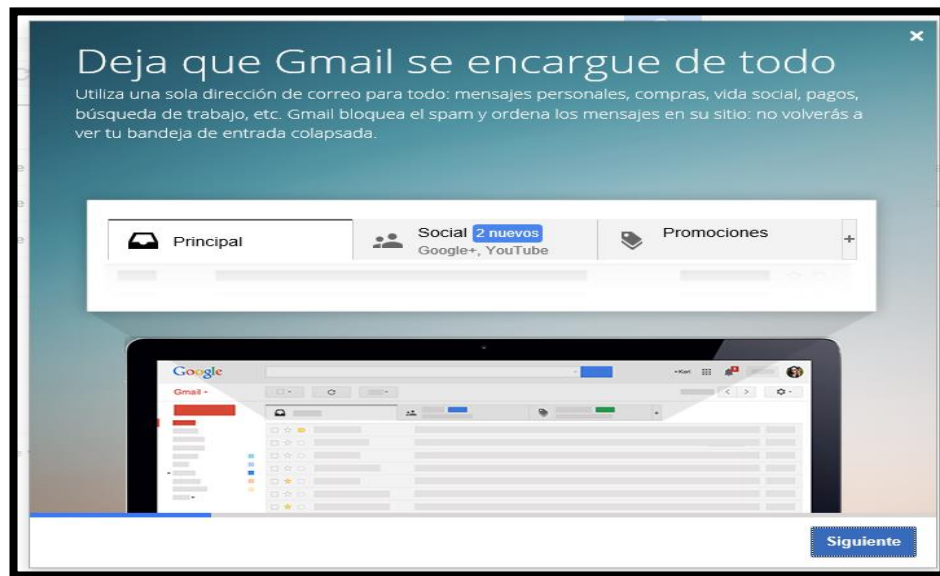 Deja que Gmail se encargue de todo
Utiliza una sola dirección de correo para todo: mensajes personales, compras, vida social, pagos,
búsqueda de trabajo, etc. Gmail bloquea el spam y ordena los mensajes en su sitio: no volverás a
ver tu bandeja de entrada colapsada.
Principal
Social 2 nuevos
Google+, YouTube
Promociones
+
Google
+Kari
Gmail
Siguiente